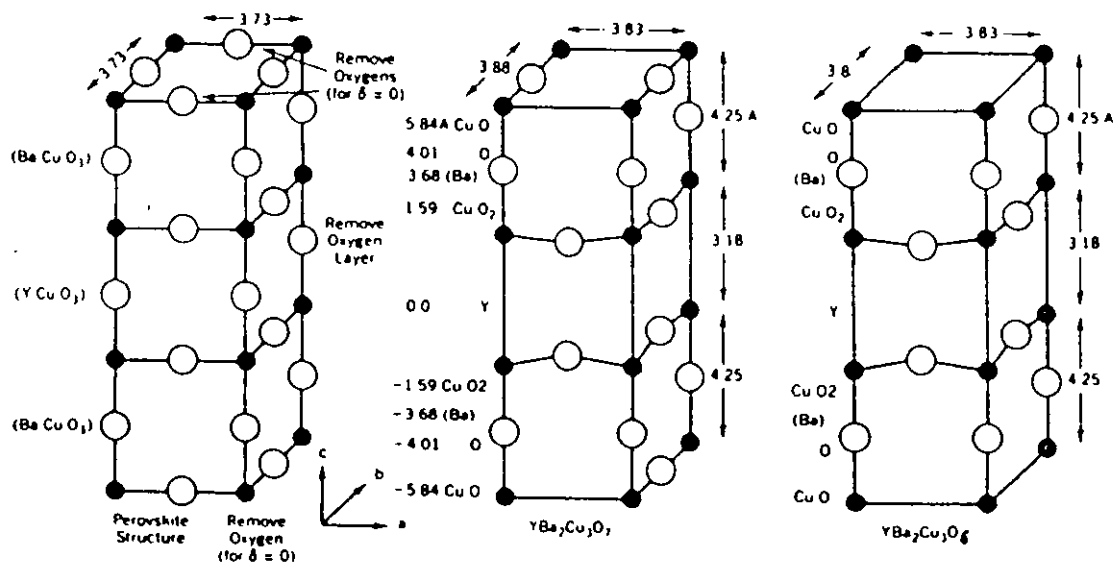 3.73
3.73
Remove
Oxygens
(for δ = 0)
(Ba Cu O₃)
Remove
Oxygen
Layer
(Y Cu O₃)
(Ba Cu O₃)
Perovskite
Structure
Remove
Oxygen
(for δ = 0)
c
b
a
3.83
3.88
5.84A Cu O
4.01 O
3.68 (Ba)
1.59 Cu O₂
0.0 Y
-1.59 Cu O2
-3.68 (Ba)
-4.01 O
-5.84 Cu O
4.25 A
3.18
4.25
YBa₂Cu₃O₇
3.83
3.8
Cu O
O
(Ba)
Cu O₂
Y
Cu O2
(Ba)
O
Cu O
4.25 A
3.18
4.25
YBa₂Cu₃O₆